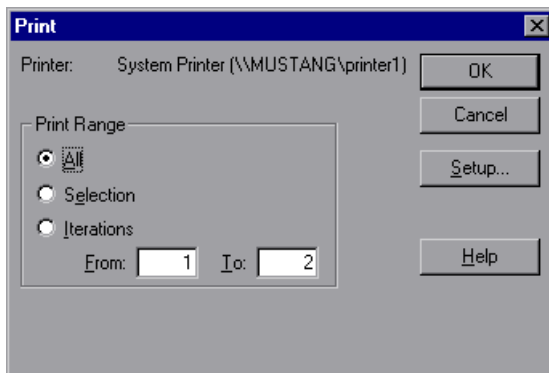 Print
Printer: System Printer (\\MUSTANG\printer1)
OK
Cancel
Setup...
Help
Print Range
All
Selection
Iterations
From: 1 To: 2